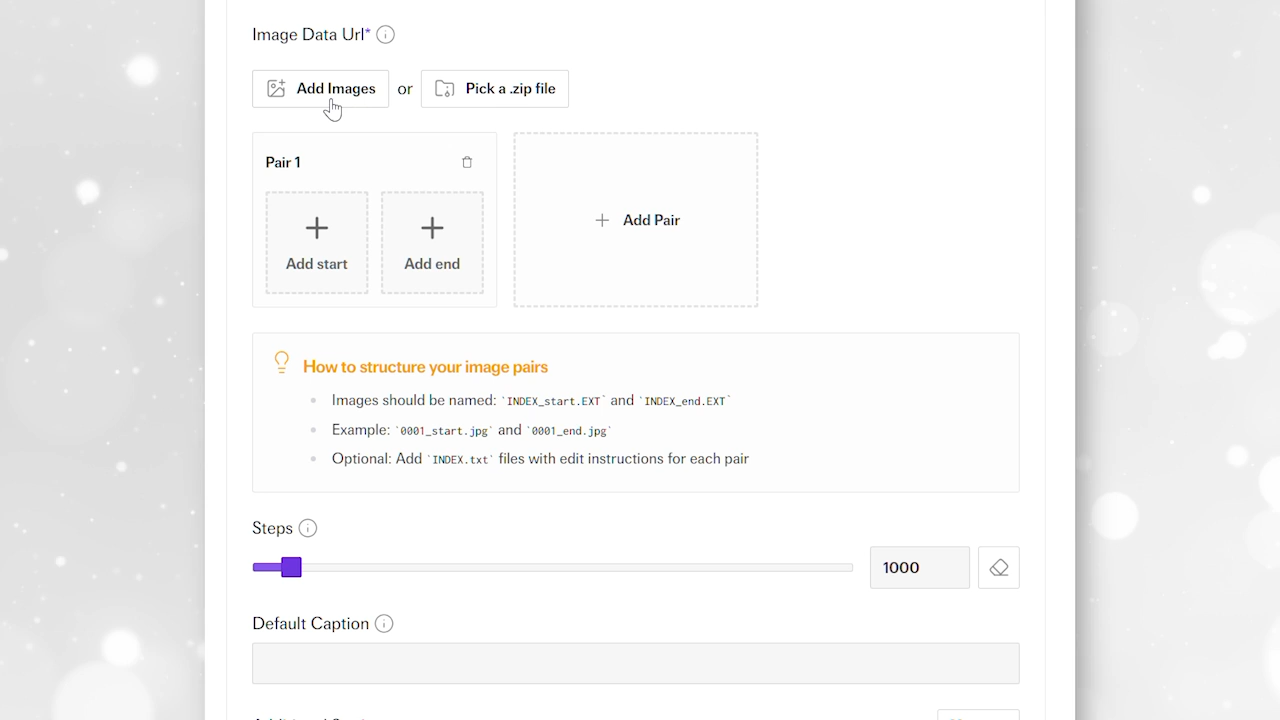 Image Data Url*
Add Images or Pick a .zip file
Pair 1
Add start Add end
Add Pair
How to structure your image pairs
Images should be named: `INDEX_start.EXT` and `INDEX_end.EXT`
Example: `0001_start.jpg` and `0001_end.jpg`
Optional: Add `INDEX.txt` files with edit instructions for each pair
Steps
1000
Default Caption